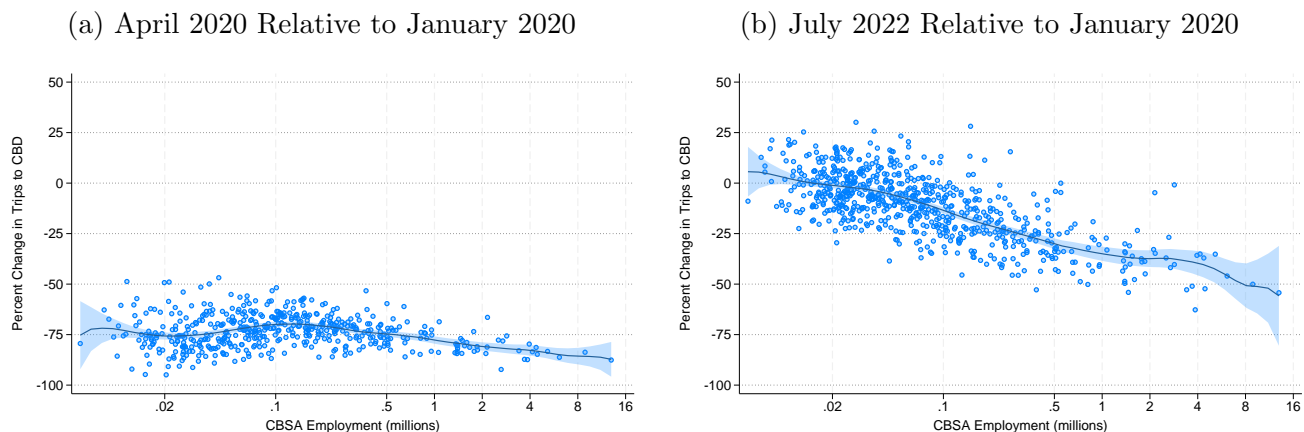 (a) April 2020 Relative to January 2020
Percent Change in Trips to CBD
50
25
0
-25
-50
-75
-100
.02 .1 .5 1 2 4 8 16
CBSA Employment (millions)
(b) July 2022 Relative to January 2020
Percent Change in Trips to CBD
50
25
0
-25
-50
-75
-100
.02 .1 .5 1 2 4 8 16
CBSA Employment (millions)